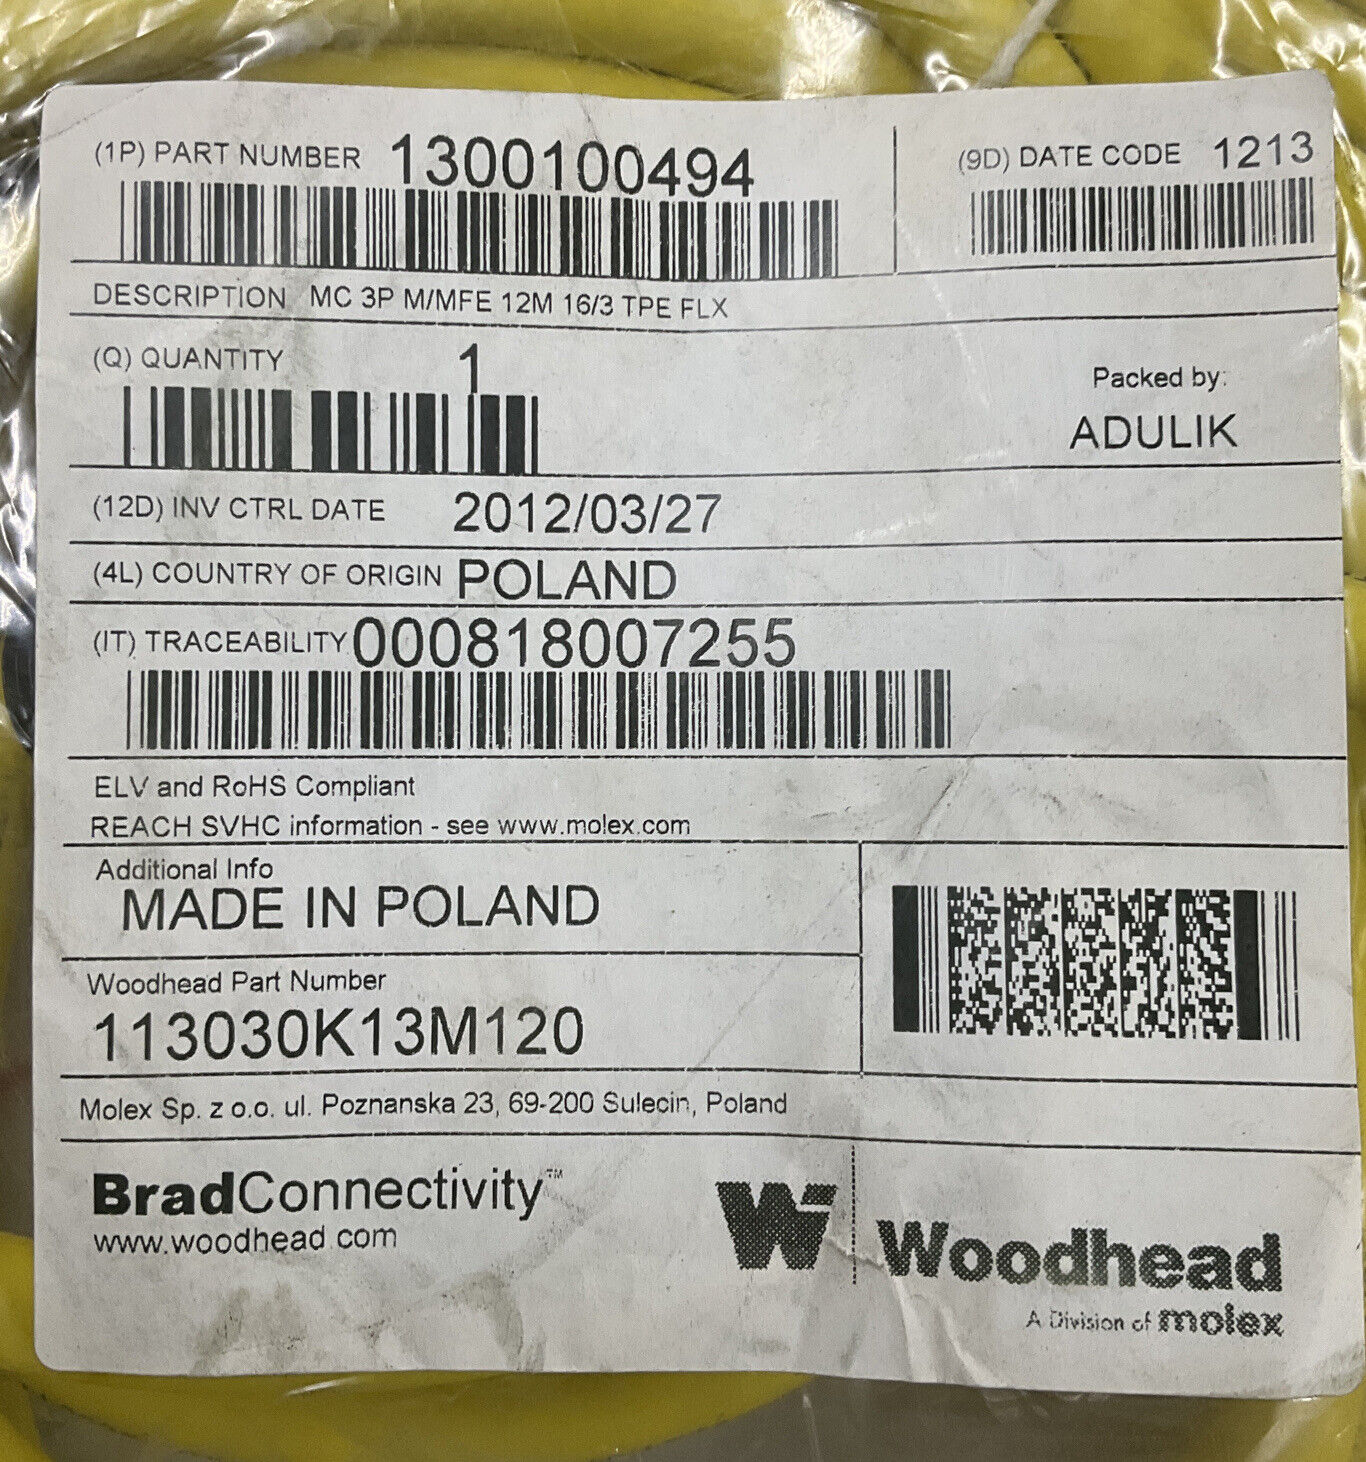 (1P) PART NUMBER 1300100494
(9D) DATE CODE 1213
DESCRIPTION MC 3P M/MFE 12M 16/3 TPE FLX
(Q) QUANTITY 1
Packed by:
ADULIK
(12D) INV CTRL DATE 2012/03/27
(4L) COUNTRY OF ORIGIN POLAND
(IT) TRACEABILITY 000818007255
ELV and RoHS Compliant
REACH SVHC information - see www.molex.com
Additional Info
MADE IN POLAND
Woodhead Part Number
113030K13M120
Molex Sp. z o.o. ul. Poznanska 23, 69-200 Sulecin, Poland
BradConnectivity™
www.woodhead.com
W
Woodhead
A Division of molex